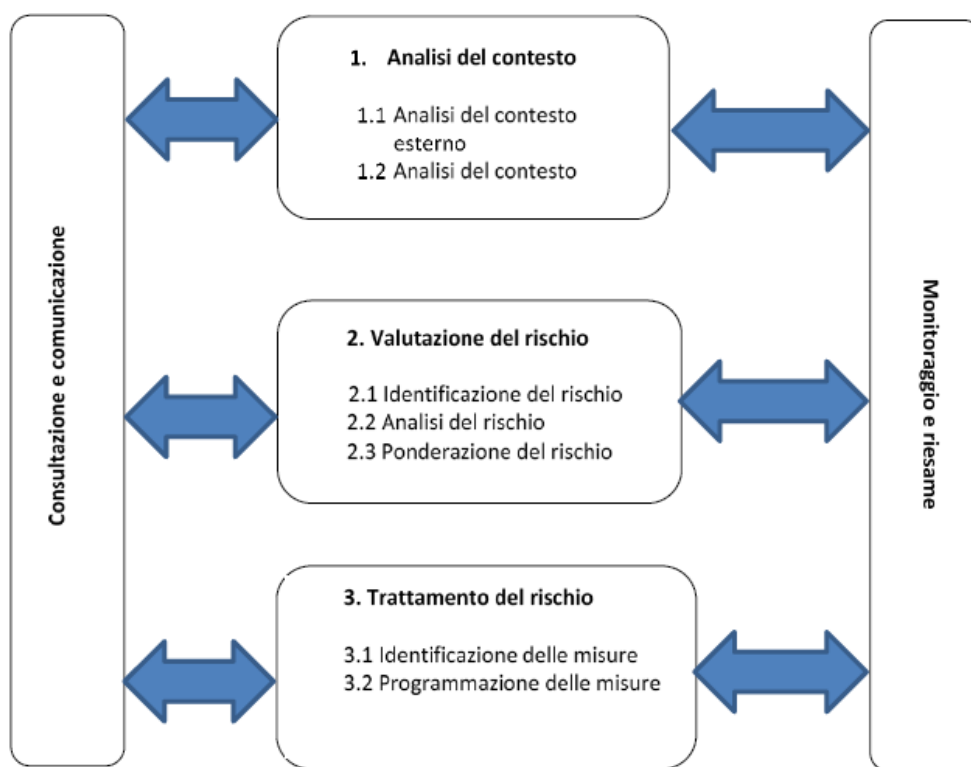 Consultazione e comunicazione
1. Analisi del contesto
1.1 Analisi del contesto
esterno
1.2 Analisi del contesto
2. Valutazione del rischio
2.1 Identificazione del rischio
2.2 Analisi del rischio
2.3 Ponderazione del rischio
3. Trattamento del rischio
3.1 Identificazione delle misure
3.2 Programmazione delle misure
Monitoraggio e riesame